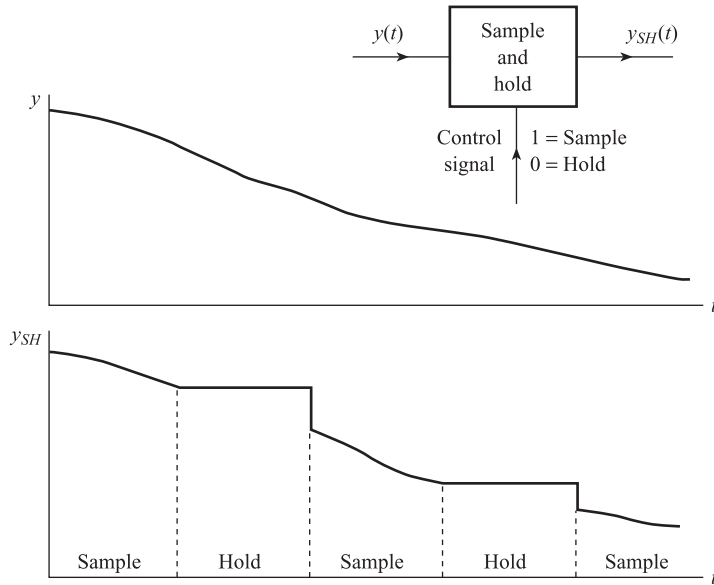 y(t)
Sample
and
hold
y_SH(t)
Control
signal
1 = Sample
0 = Hold
y
t
y_SH
Sample
Hold
Sample
Hold
Sample
t